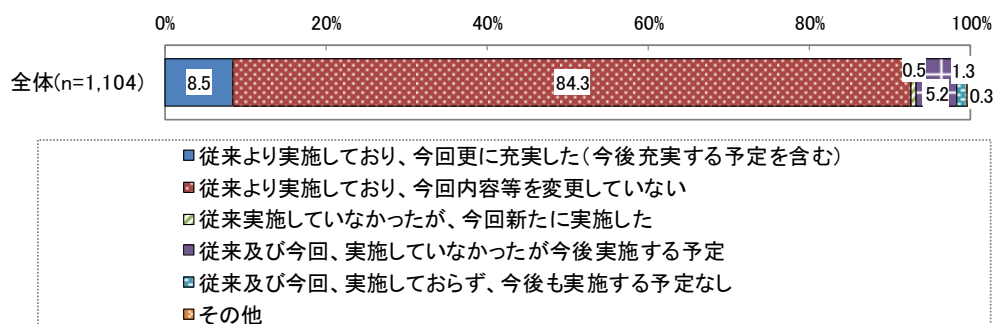 0% 20% 40% 60% 80% 100%
全体(n=1,104) 8.5 84.3 0.5 5.2 1.3 0.3
従来より実施しており、今回更に充実した(今後充実する予定を含む)
従来より実施しており、今回内容等を変更していない
従来実施していなかったが、今回新たに実施した
従来及び今回、実施していなかったが今後実施する予定
従来及び今回、実施しておらず、今後も実施する予定なし
その他